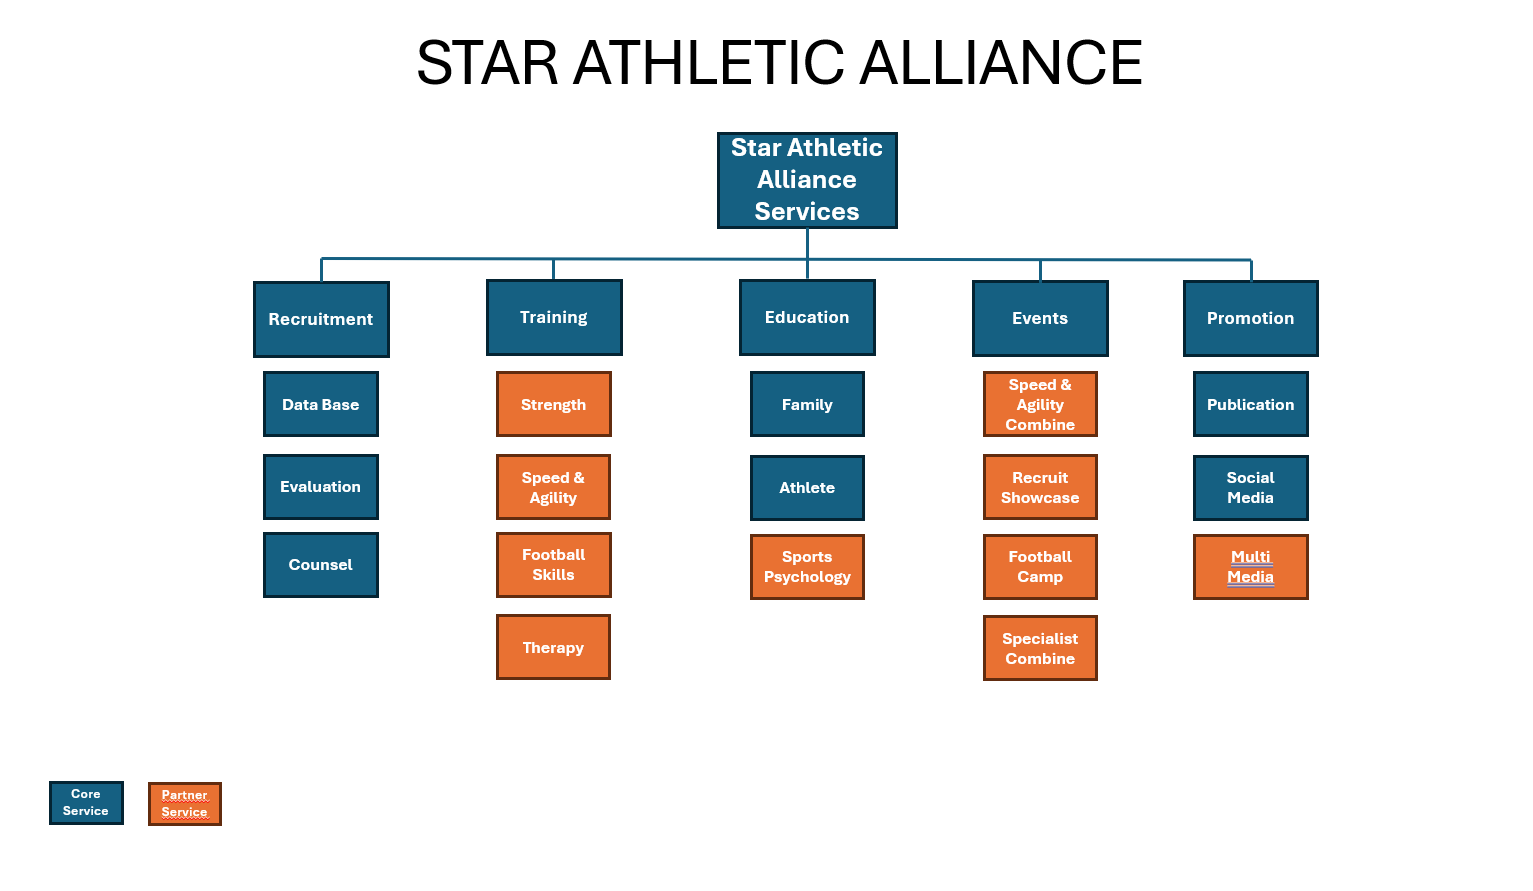 STAR ATHLETIC ALLIANCE
Star Athletic
Alliance
Services
Recruitment
Training
Education
Events
Promotion
Data Base
Strength
Family
Speed &
Agility
Combine
Publication
Evaluation
Speed &
Agility
Athlete
Recruit
Showcase
Social
Media
Counsel
Football
Skills
Sports
Psychology
Football
Camp
Multi
Media
Therapy
Specialist
Combine
Core
Service
Partner
Service